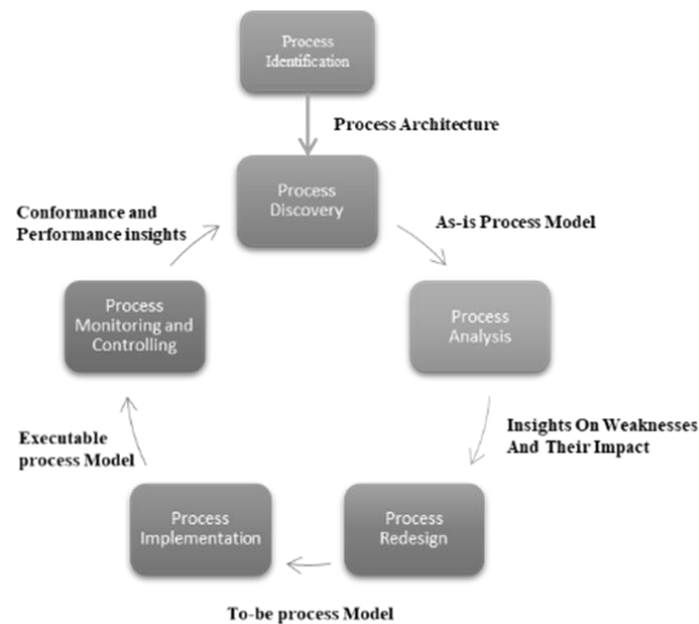 Process
Identification
Process Architecture
Process
Discovery
Conformance and
Performance insights
As-is Process Model
Process
Monitoring and
Controlling
Process
Analysis
Insights On Weaknesses
And Their Impact
Executable
process Model
Process
Implementation
Process
Redesign
To-be process Model